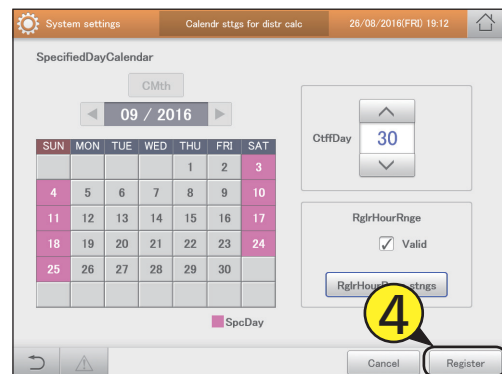 System settings
Calendr sttgs for distr calc
26/08/2016(FRI) 19:12
SpecifiedDayCalendar
CMth
09 / 2016
SUN MON TUE WED THU FRI SAT
1 2 3
4 5 6 7 8 9 10
11 12 13 14 15 16 17
18 19 20 21 22 23 24
25 26 27 28 29 30
SpcDay
CtffDay
30
RglrHourRnge
Valid
stngs
4
Cancel
Register